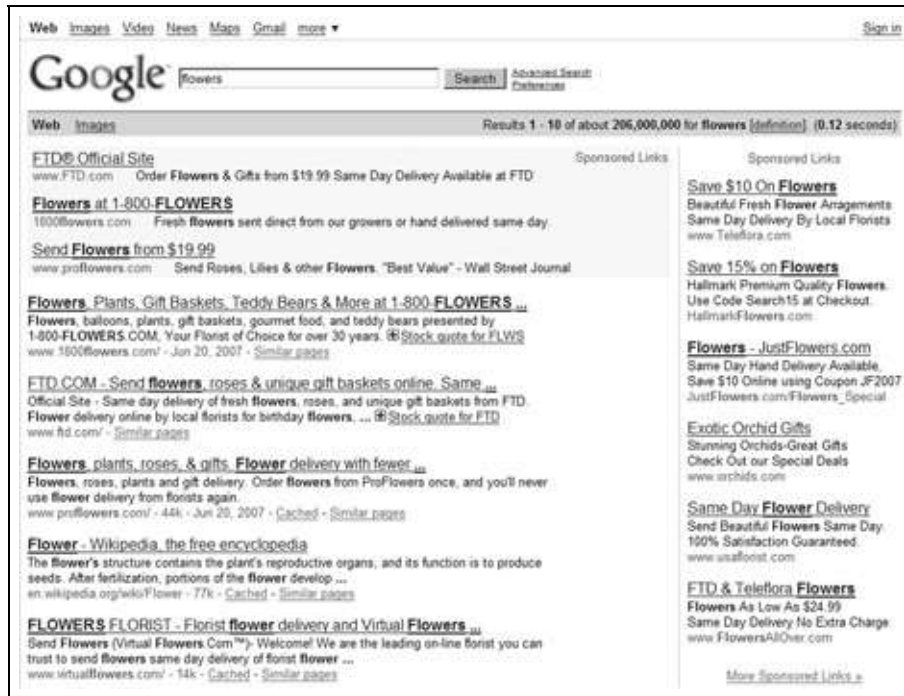 Web Images Video News Maps Gmail more ▼
Sign in
Google™ flowers Search Advanced Search
Preferences
Web Images
Results 1 - 10 of about 206,000,000 for flowers [definition]. (0.12 seconds)
FTD® Official Site
Sponsored Links
www.FTD.com Order Flowers & Gifts from $19.99 Same Day Delivery Available at FTD
Flowers at 1-800-FLOWERS
1800flowers.com Fresh flowers sent direct from our growers or hand delivered same day.
Send Flowers from $19.99
www.proflowers.com Send Roses, Lilies & other Flowers. "Best Value" - Wall Street Journal
Flowers, Plants, Gift Baskets, Teddy Bears & More at 1-800-FLOWERS ...
Flowers, balloons, plants, gift baskets, gourmet food, and teddy bears presented by
1-800-FLOWERS.COM, Your Florist of Choice for over 30 years. Stock quote for FLWS
www.1800flowers.com/ - Jun 20, 2007 - Similar pages
FTD.COM - Send flowers, roses & unique gift baskets online. Same ...
Official Site - Same day delivery of fresh flowers, roses, and unique gift baskets from FTD.
Flower delivery online by local florists for birthday flowers, ... Stock quote for FTD
www.ftd.com/ - Similar pages
Flowers, plants, roses, & gifts. Flower delivery with fewer ...
Flowers, roses, plants and gift delivery. Order flowers from ProFlowers once, and you'll never
use flower delivery from florists again.
www.proflowers.com/ - 44k - Jun 20, 2007 - Cached - Similar pages
Flower - Wikipedia, the free encyclopedia
The flower's structure contains the plant's reproductive organs, and its function is to produce
seeds. After fertilization, portions of the flower develop ...
en.wikipedia.org/wiki/Flower - 77k - Cached - Similar pages
FLOWERS FLORIST - Florist flower delivery and Virtual Flowers ...
Send Flowers (Virtual Flowers.Com™)- Welcome! We are the leading on-line florist you can
trust to send flowers same day delivery of florist flower ...
www.virtualflowers.com/ - 14k - Cached - Similar pages
Sponsored Links
Save $10 On Flowers
Beautiful Fresh Flower Arragements
Same Day Delivery By Local Florists
www.Teleflora.com
Save 15% on Flowers
Hallmark Premium Quality Flowers.
Use Code Search15 at Checkout.
HallmarkFlowers.com
Flowers - JustFlowers.com
Same Day Hand Delivery Available,
Save $10 Online using Coupon JF2007
JustFlowers.com/Flowers_Special
Exotic Orchid Gifts
Stunning Orchids-Great Gifts
Check Out our Special Deals
www.orchids.com
Same Day Flower Delivery
Send Beautiful Flowers Same Day.
100% Satisfaction Guaranteed.
www.usaflorist.com
FTD & Teleflora Flowers
Flowers As Low As $24.99
Same Day Delivery No Extra Charge
www.FlowersAllOver.com
More Sponsored Links »